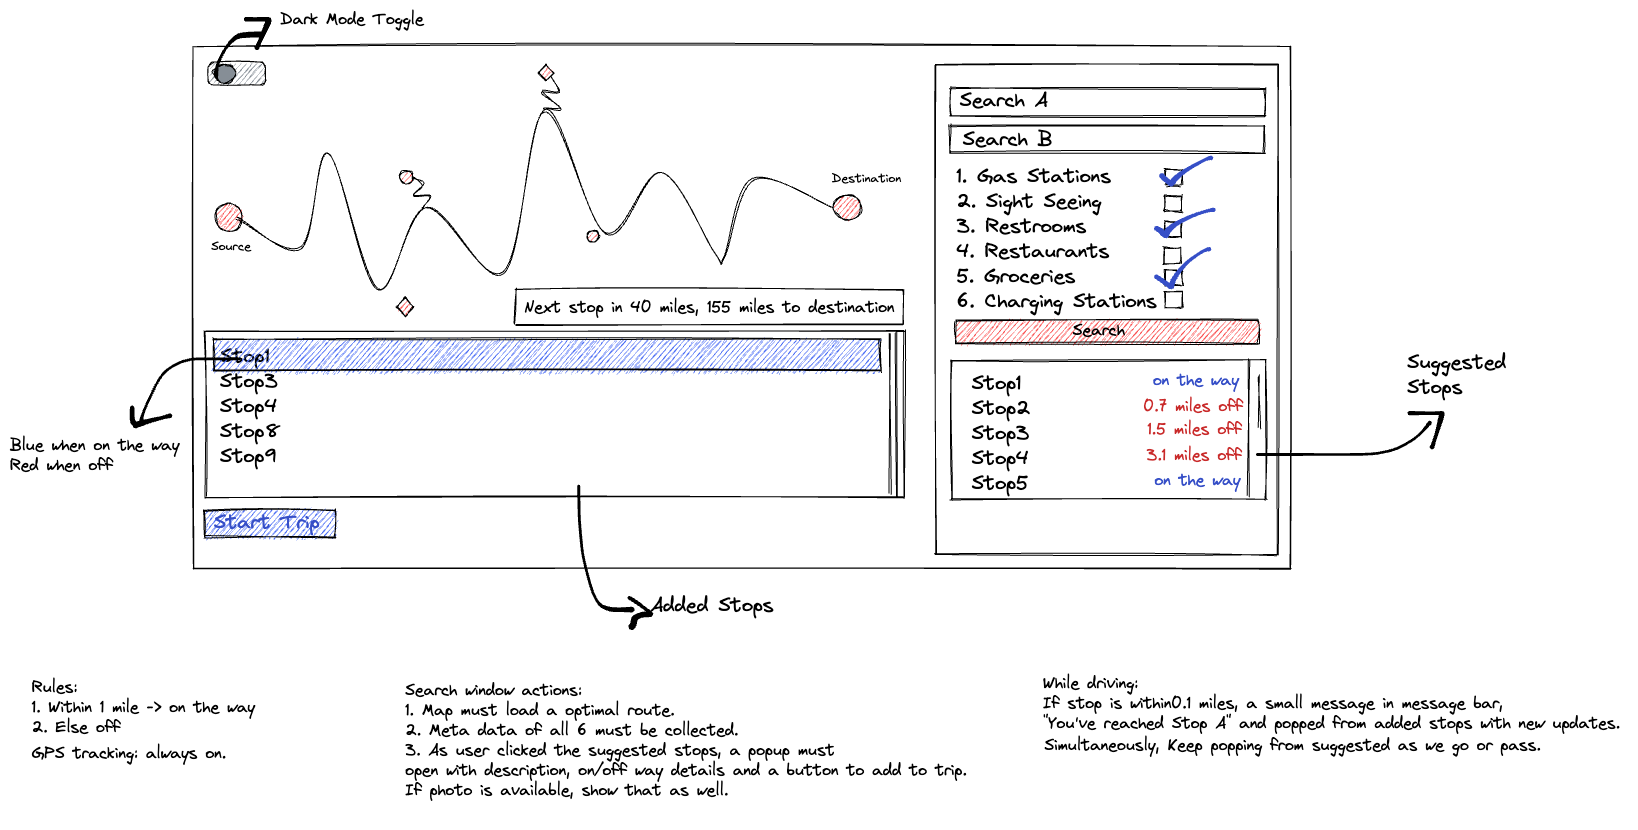 Dark Mode Toggle
Source
Destination
Next stop in 40 miles, 155 miles to destination
Stop1
Stop3
Stop4
Stop8
Stop9
Start Trip
Blue when on the way
Red when off
Added Stops
Search A
Search B
1. Gas Stations
2. Sight Seeing
3. Restrooms
4. Restaurants
5. Groceries
6. Charging Stations
Search
Stop1 on the way
Stop2 0.7 miles off
Stop3 1.5 miles off
Stop4 3.1 miles off
Stop5 on the way
Suggested
Stops
Rules:
1. Within 1 mile -> on the way
2. Else off
GPS tracking: always on.
Search window actions:
1. Map must load a optimal route.
2. Meta data of all 6 must be collected.
3. As user clicked the suggested stops, a popup must
open with description, on/off way details and a button to add to trip.
If photo is available, show that as well.
While driving:
If stop is within0.1 miles, a small message in message bar,
"You've reached Stop A" and popped from added stops with new updates.
Simultaneously, Keep popping from suggested as we go or pass.